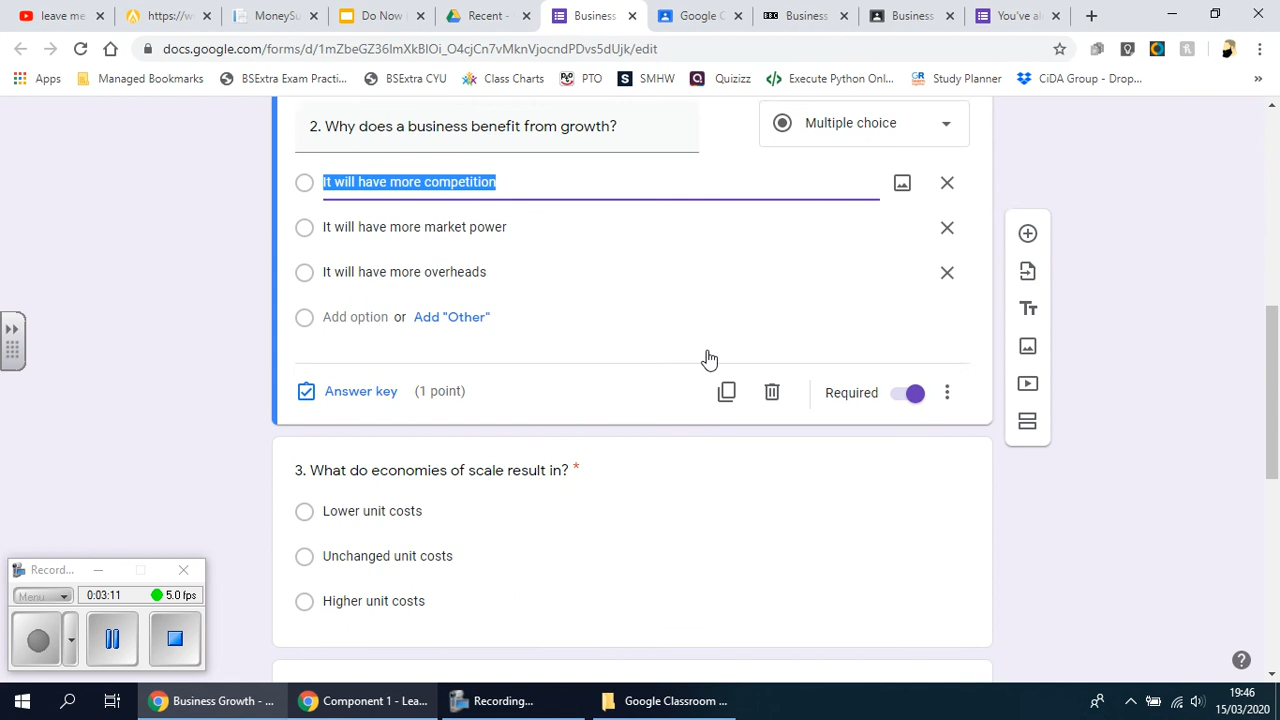 leave me
https://w
MoneyS
Do Now
Recent -
Business
Google C
Business
Business
You've a
docs.google.com/forms/d/1mZbeGZ36ImXkBlOi_O4cjCn7vMknVjocndPDVs5dUjk/edit
Apps
Managed Bookmarks
BSExtra Exam Practi...
BSExtra CYU
Class Charts
PTO
SMHW
Quizizz
Execute Python Onl...
Study Planner
CiDA Group - Drop...
»
2. Why does a business benefit from growth?
Multiple choice
It will have more competition
It will have more market power
It will have more overheads
Add option or Add "Other"
Answer key (1 point)
Required
3. What do economies of scale result in? *
Lower unit costs
Unchanged unit costs
Higher unit costs
Record...
Menu
0:03:11
5.0 fps
Business Growth - ...
Component 1 - Lea...
Recording...
Google Classroom ...
19:46
15/03/2020